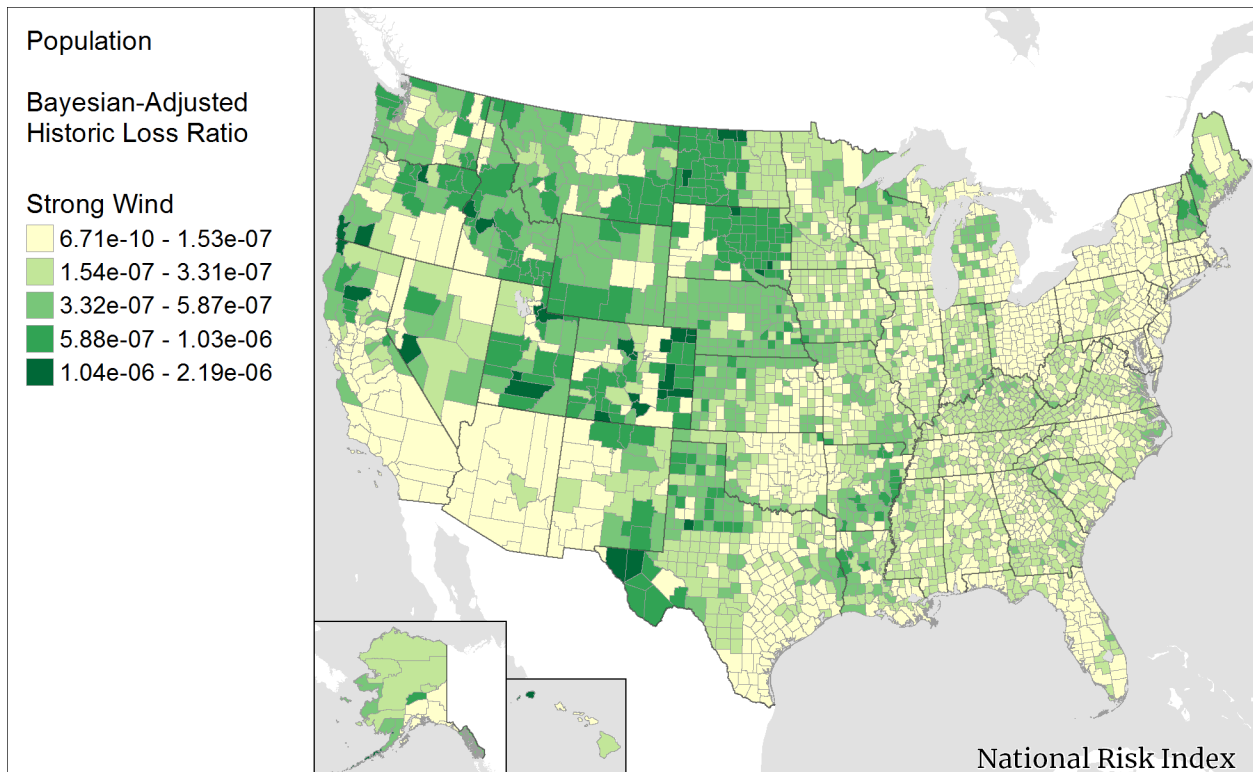 Population
Bayesian-Adjusted
Historic Loss Ratio
Strong Wind
6.71e-10 - 1.53e-07
1.54e-07 - 3.31e-07
3.32e-07 - 5.87e-07
5.88e-07 - 1.03e-06
1.04e-06 - 2.19e-06
National Risk Index